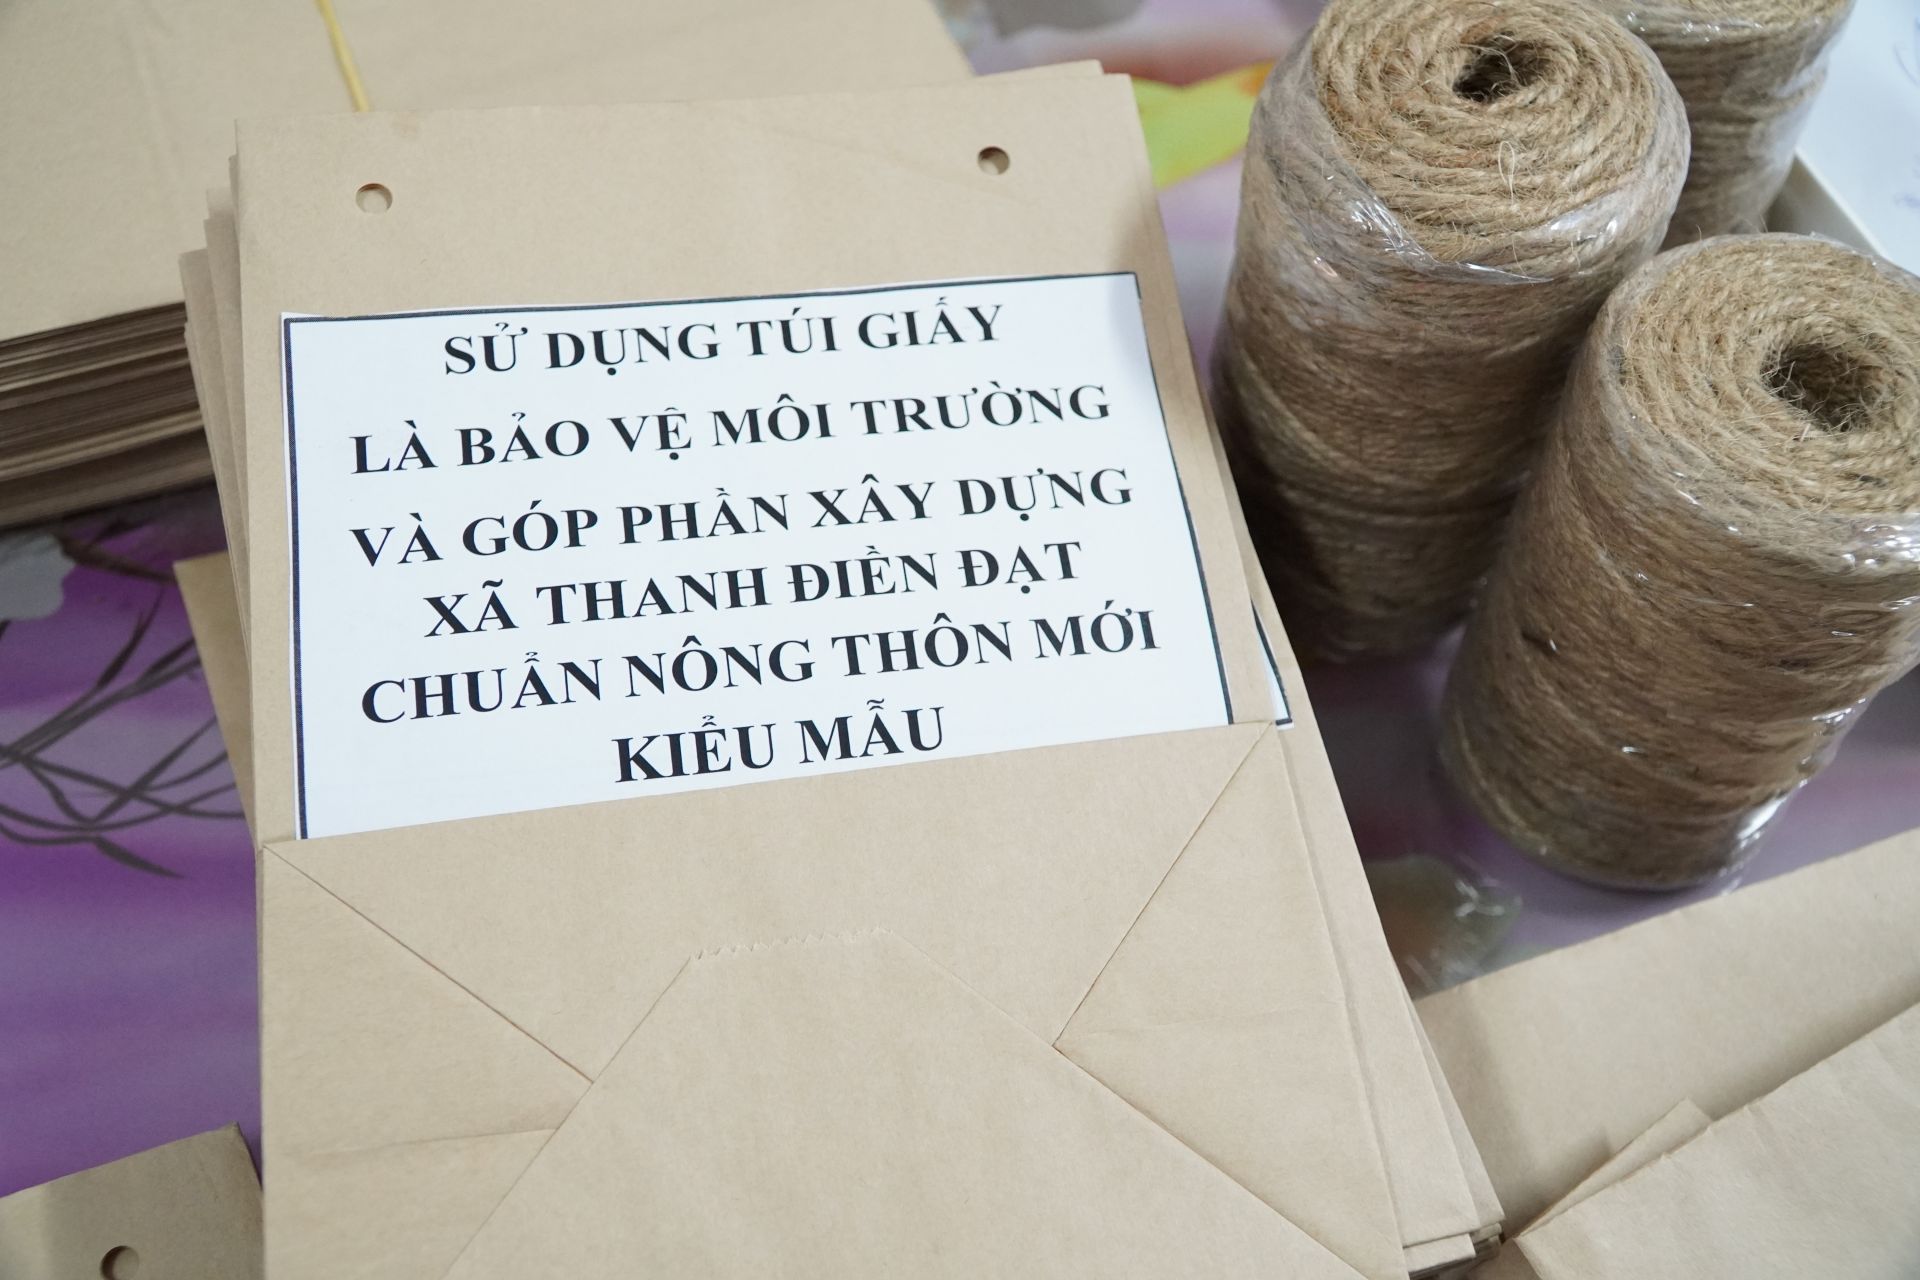 SỬ DỤNG TÚI GIẤY
LÀ BẢO VỆ MÔI TRƯỜNG
VÀ GÓP PHẦN XÂY DỰNG
XÃ THANH ĐIỀN ĐẠT
CHUẨN NÔNG THÔN MỚI
KIỂU MẪU